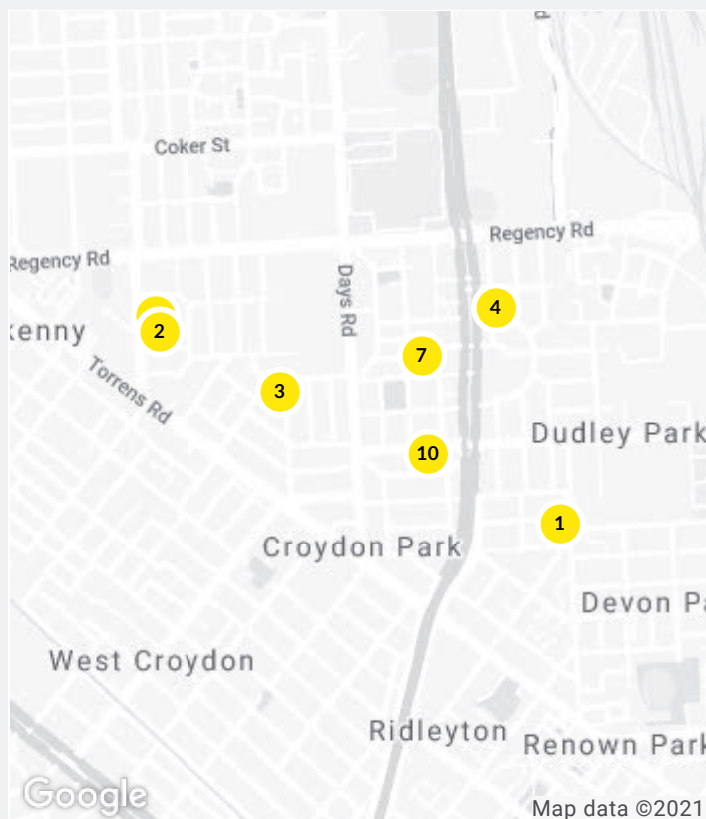 Coker St
Regency Rd
Regency Rd
Days Rd
4
kenny
2
7
3
Torrens Rd
10
Dudley Park
1
Croydon Park
Devon Pa
West Croydon
Ridleyton
Renown Park
Google
Map data ©2021